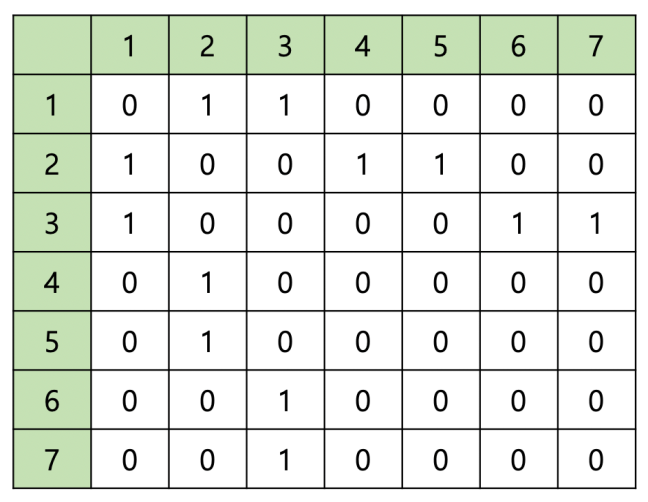 1 2 3 4 5 6 7
1 0 1 1 0 0 0 0
2 1 0 0 1 1 0 0
3 1 0 0 0 0 1 1
4 0 1 0 0 0 0 0
5 0 1 0 0 0 0 0
6 0 0 1 0 0 0 0
7 0 0 1 0 0 0 0